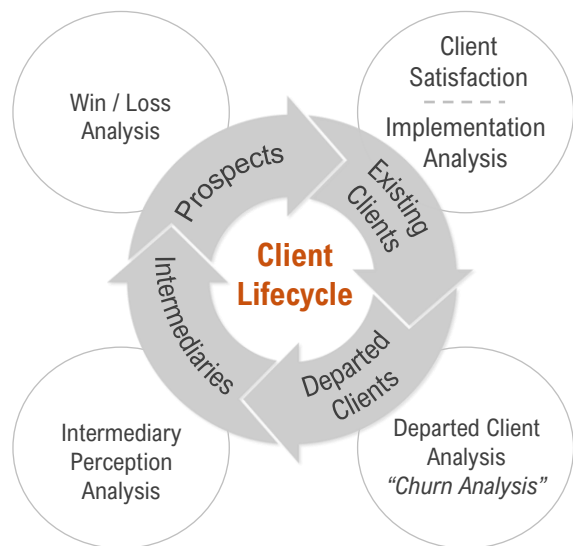 Win / Loss
Analysis
Client
Satisfaction
Implementation
Analysis
Prospects
Existing
Clients
Client
Lifecycle
Intermediaries
Departed
Clients
Intermediary
Perception
Analysis
Departed Client
Analysis
“Churn Analysis”